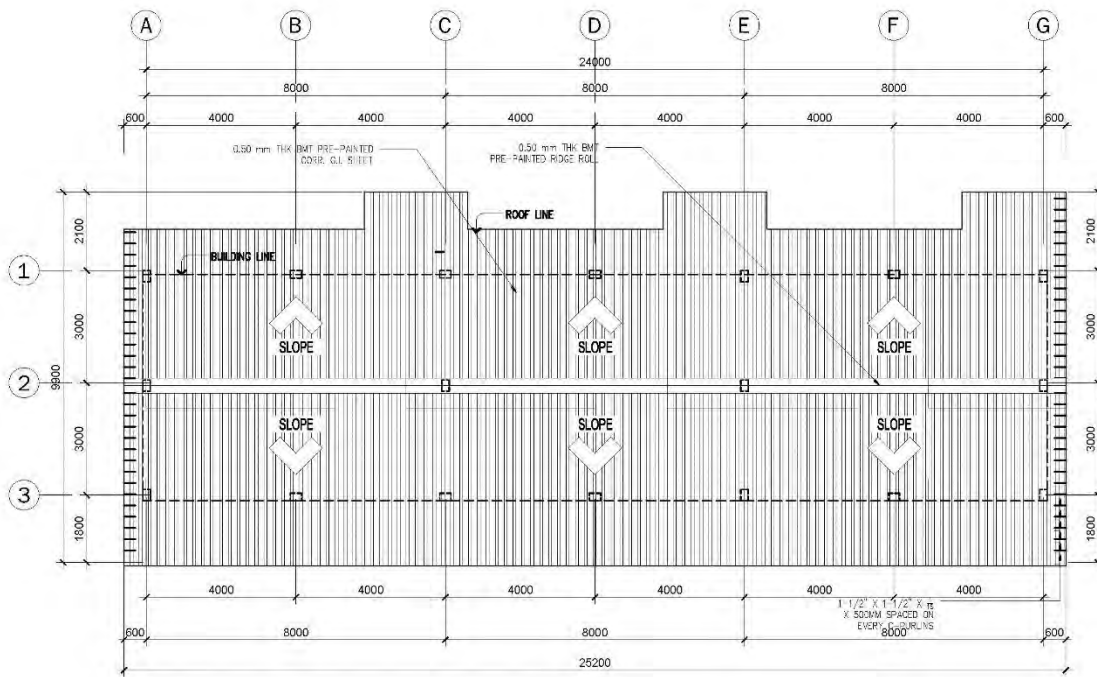 A B C D E F G
24000
8000 8000 8000
600 4000 4000 4000 4000 4000 4000 600
0.50 mm THK BMT PRE-PAINTED
CORR. G.I. SHEET
0.50 mm THK BMT
PRE-PAINTED RIDGE ROLL
2100 2100
ROOF LINE
BUILDING LINE
1
3000 3000
SLOPE SLOPE SLOPE
9900
2
SLOPE SLOPE SLOPE
3000 3000
3
1800 1800
4000 4000 4000 4000 4000 4000
1-1/2" X 1-1/2" X
X 500MM SPACED ON
EVERY C-PURLINS
600 8000 8000 8000 600
25200